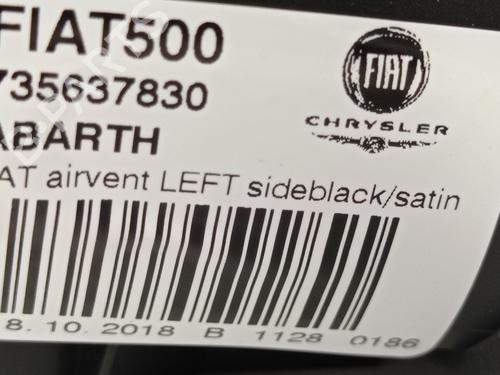 FIAT500
735637830
ABARTH
AT airvent LEFT sideblack/satin
8. 10. 2018 B 1128 0186
FIAT
CHRYSLER